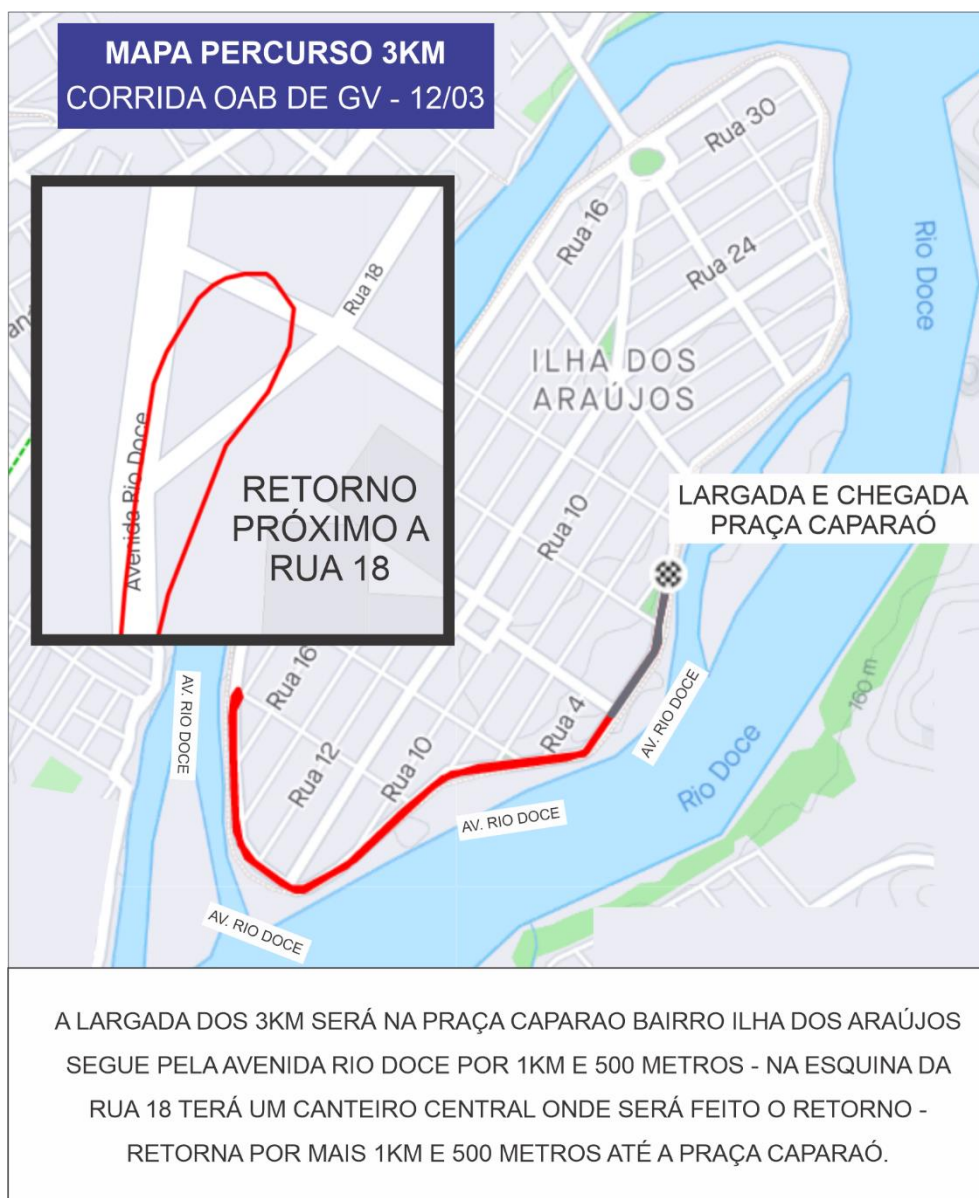 MAPA PERCURSO 3KM
CORRIDA OAB DE GV - 12/03
Rua 30
Rua 16
Rua 24
Rio Doce
Rua 18
ILHA DOS
ARAÚJOS
Avenida Rio Doce
RETORNO
PRÓXIMO A
RUA 18
LARGADA E CHEGADA
PRAÇA CAPARAÓ
Rua 10
Rua 16
AV. RIO DOCE
Rua 12
Rua 10
Rua 4
AV. RIO DOCE
160 m
Rio Doce
AV. RIO DOCE
AV. RIO DOCE
A LARGADA DOS 3KM SERÁ NA PRAÇA CAPARAO BAIRRO ILHA DOS ARAÚJOS
SEGUE PELA AVENIDA RIO DOCE POR 1KM E 500 METROS - NA ESQUINA DA
RUA 18 TERÁ UM CANTEIRO CENTRAL ONDE SERÁ FEITO O RETORNO -
RETORNA POR MAIS 1KM E 500 METROS ATÉ A PRAÇA CAPARAÓ.